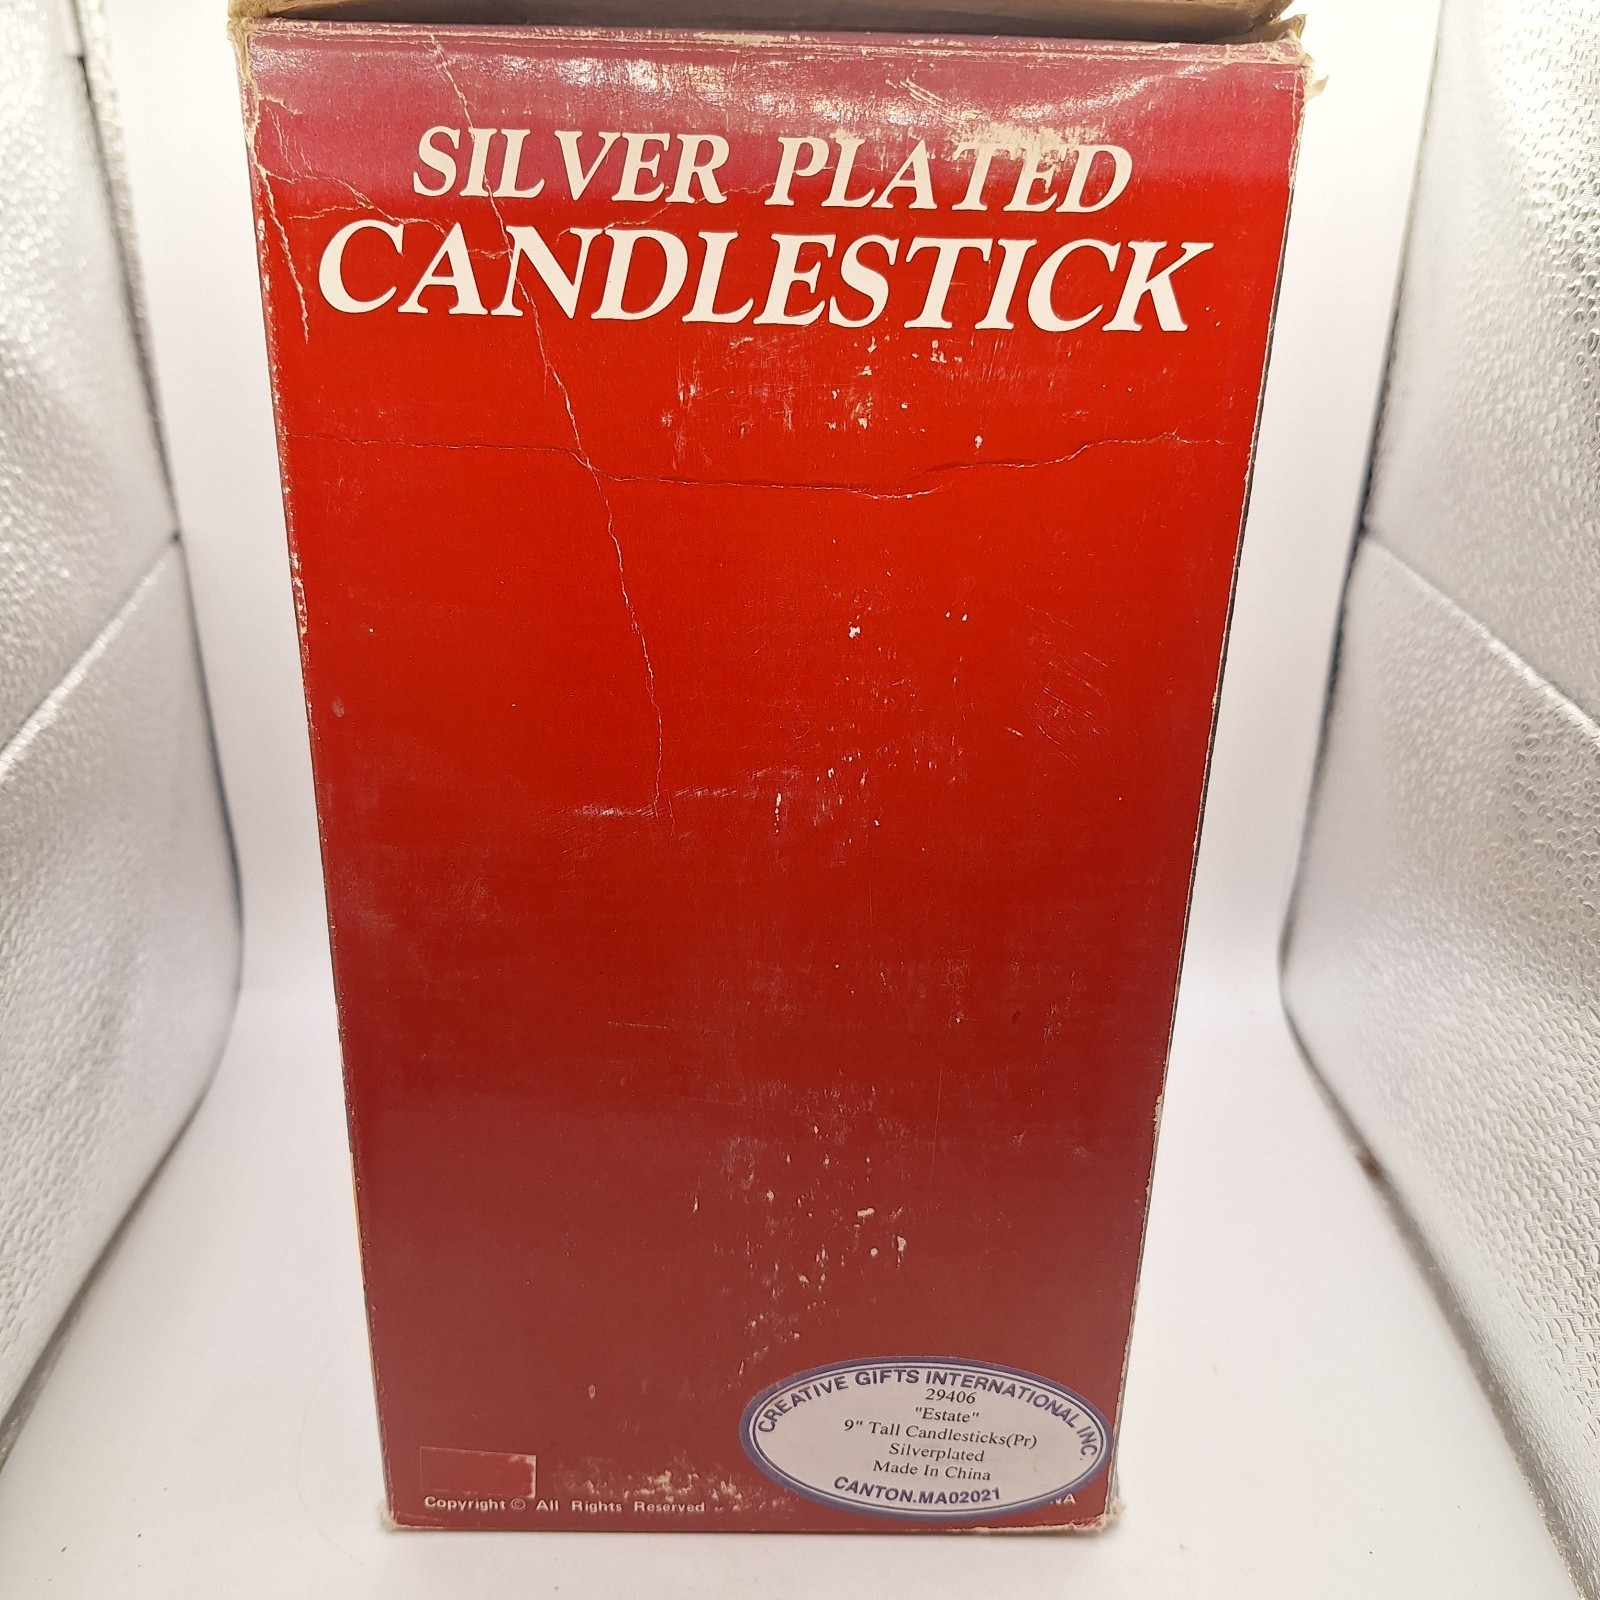 SILVER PLATED
CANDLESTICK
CREATIVE GIFTS INTERNATIONAL INC.
29406
"Estate"
9" Tall Candlesticks(Pr)
Silverplated
Made In China
CANTON.MA02021
Copyright © All Rights Reserved